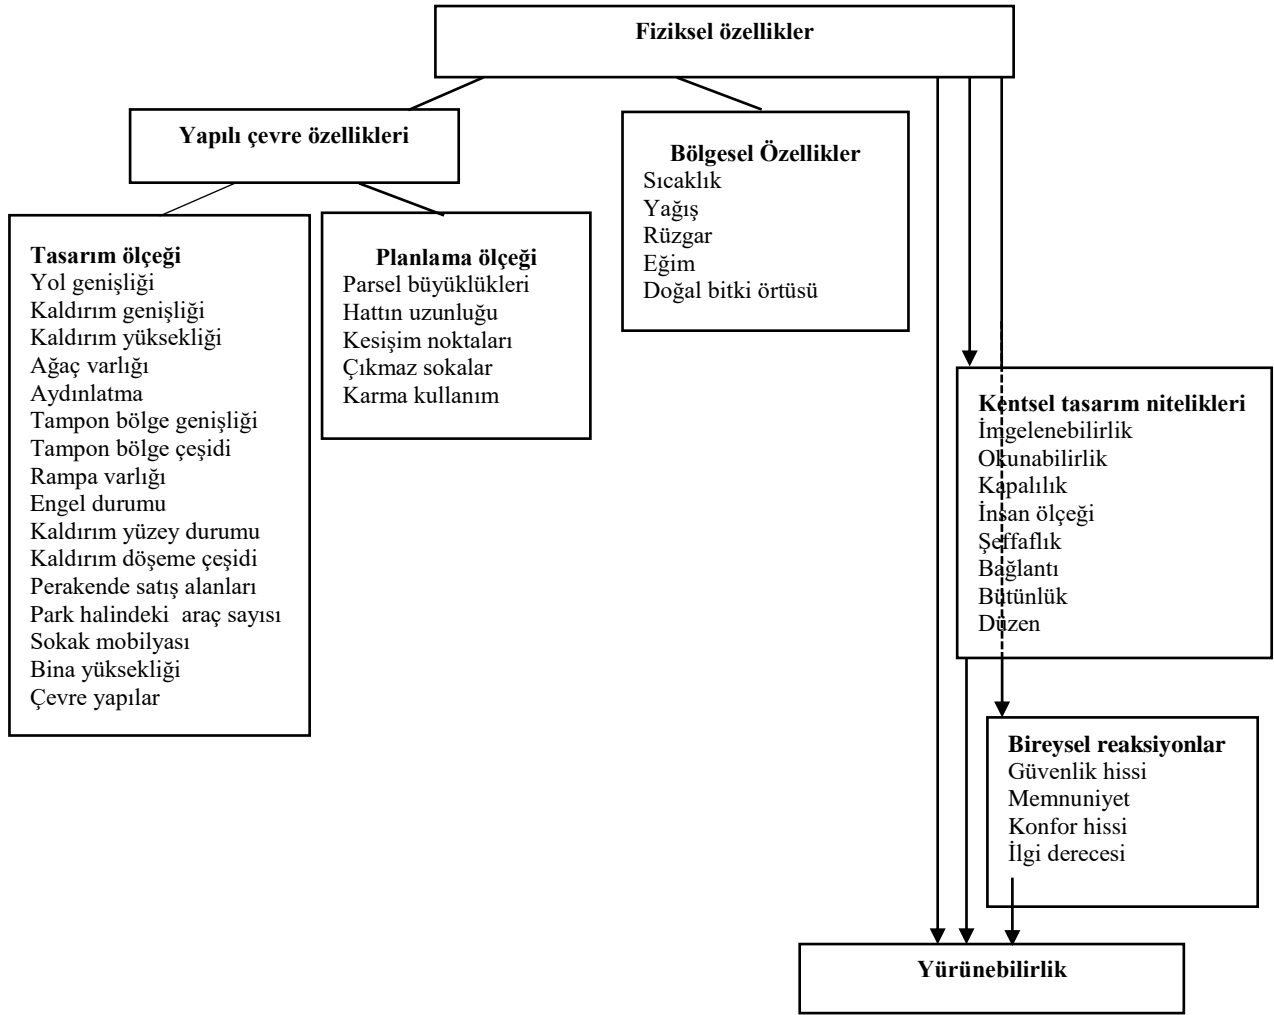 Fiziksel özellikler
Yapılı çevre özellikleri
Bölgesel Özellikler
Sıcaklık
Yağış
Rüzgar
Eğim
Doğal bitki örtüsü
Tasarım ölçeği
Yol genişliği
Kaldırım genişliği
Kaldırım yüksekliği
Ağaç varlığı
Aydınlatma
Tampon bölge genişliği
Tampon bölge çeşidi
Rampa varlığı
Engel durumu
Kaldırım yüzey durumu
Kaldırım döşeme çeşidi
Perakende satış alanları
Park halindeki  araç sayısı
Sokak mobilyası
Bina yüksekliği
Çevre yapılar
Planlama ölçeği
Parsel büyüklükleri
Hattın uzunluğu
Kesişim noktaları
Çıkmaz sokalar
Karma kullanım
Kentsel tasarım nitelikleri
İmgelenebilirlik
Okunabilirlik
Kapalılık
İnsan ölçeği
Şeffaflık
Bağlantı
Bütünlük
Düzen
Bireysel reaksiyonlar
Güvenlik hissi
Memnuniyet
Konfor hissi
İlgi derecesi
Yürünebilirlik